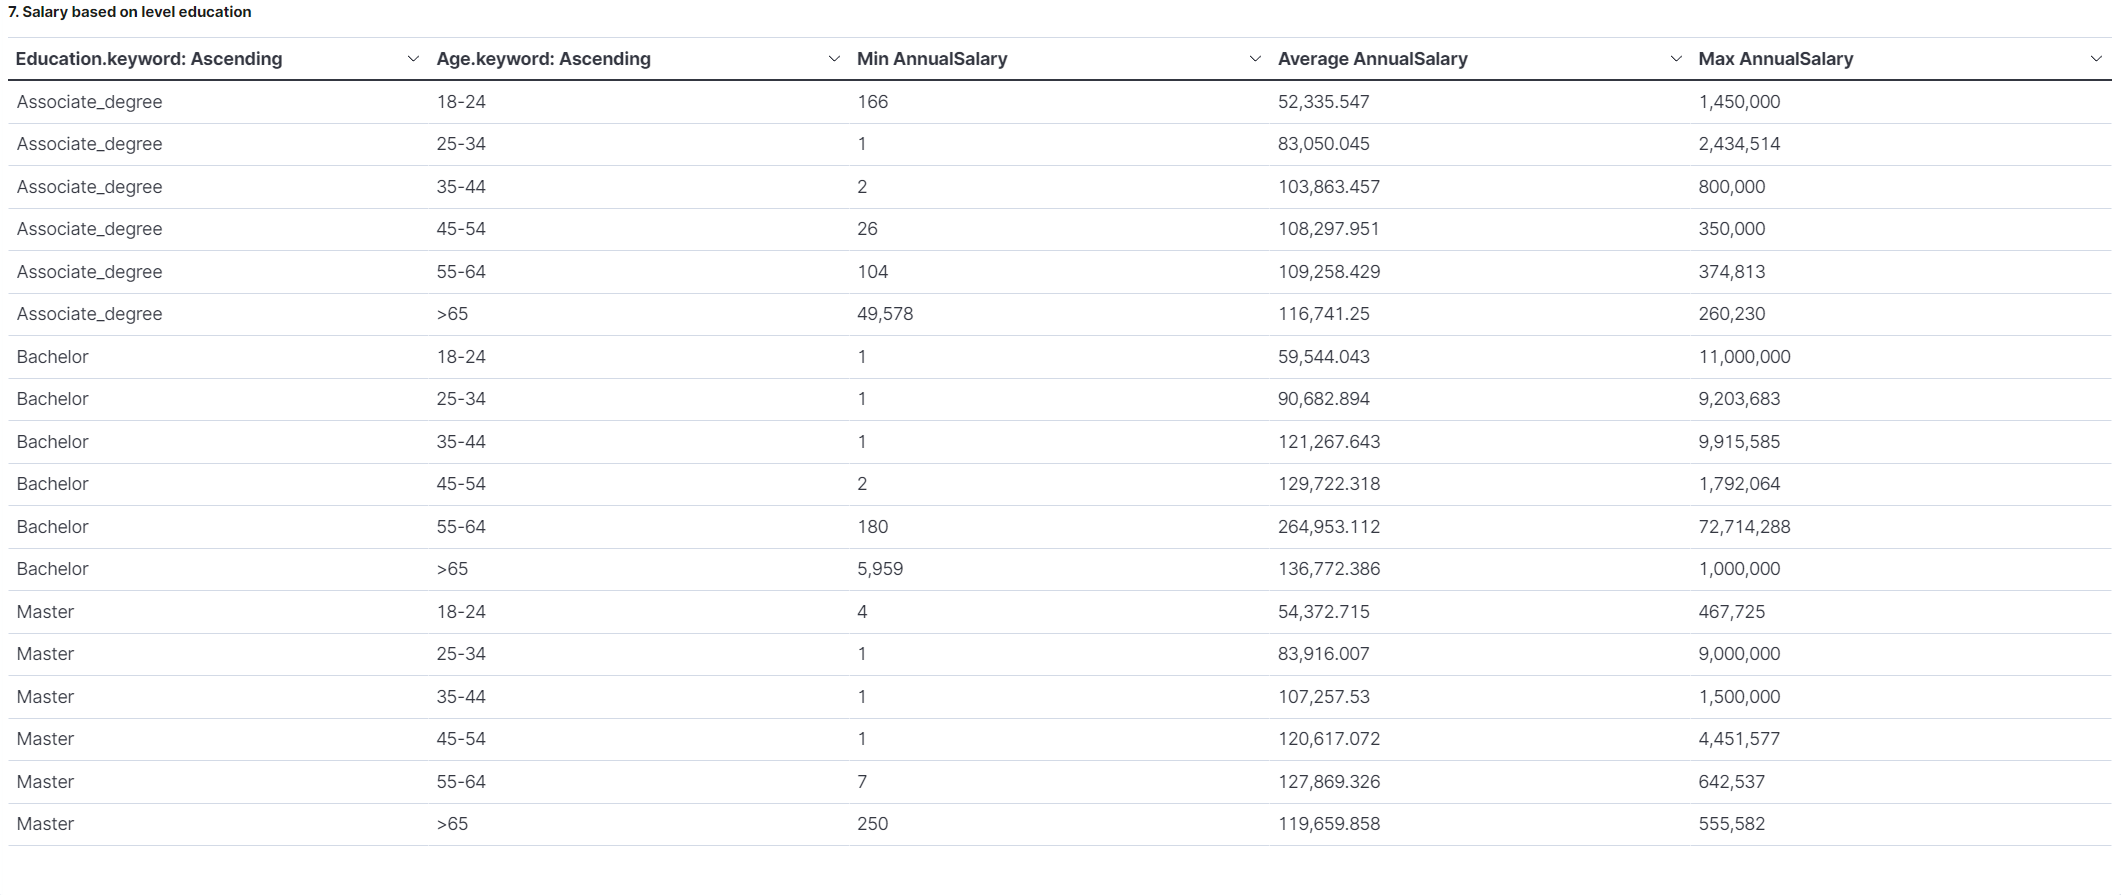 7. Salary based on level education
Education.keyword: Ascending Age.keyword: Ascending Min AnnualSalary Average AnnualSalary Max AnnualSalary
Associate_degree 18-24 166 52,335.547 1,450,000
Associate_degree 25-34 1 83,050.045 2,434,514
Associate_degree 35-44 2 103,863.457 800,000
Associate_degree 45-54 26 108,297.951 350,000
Associate_degree 55-64 104 109,258.429 374,813
Associate_degree >65 49,578 116,741.25 260,230
Bachelor 18-24 1 59,544.043 11,000,000
Bachelor 25-34 1 90,682.894 9,203,683
Bachelor 35-44 1 121,267.643 9,915,585
Bachelor 45-54 2 129,722.318 1,792,064
Bachelor 55-64 180 264,953.112 72,714,288
Bachelor >65 5,959 136,772.386 1,000,000
Master 18-24 4 54,372.715 467,725
Master 25-34 1 83,916.007 9,000,000
Master 35-44 1 107,257.53 1,500,000
Master 45-54 1 120,617.072 4,451,577
Master 55-64 7 127,869.326 642,537
Master >65 250 119,659.858 555,582